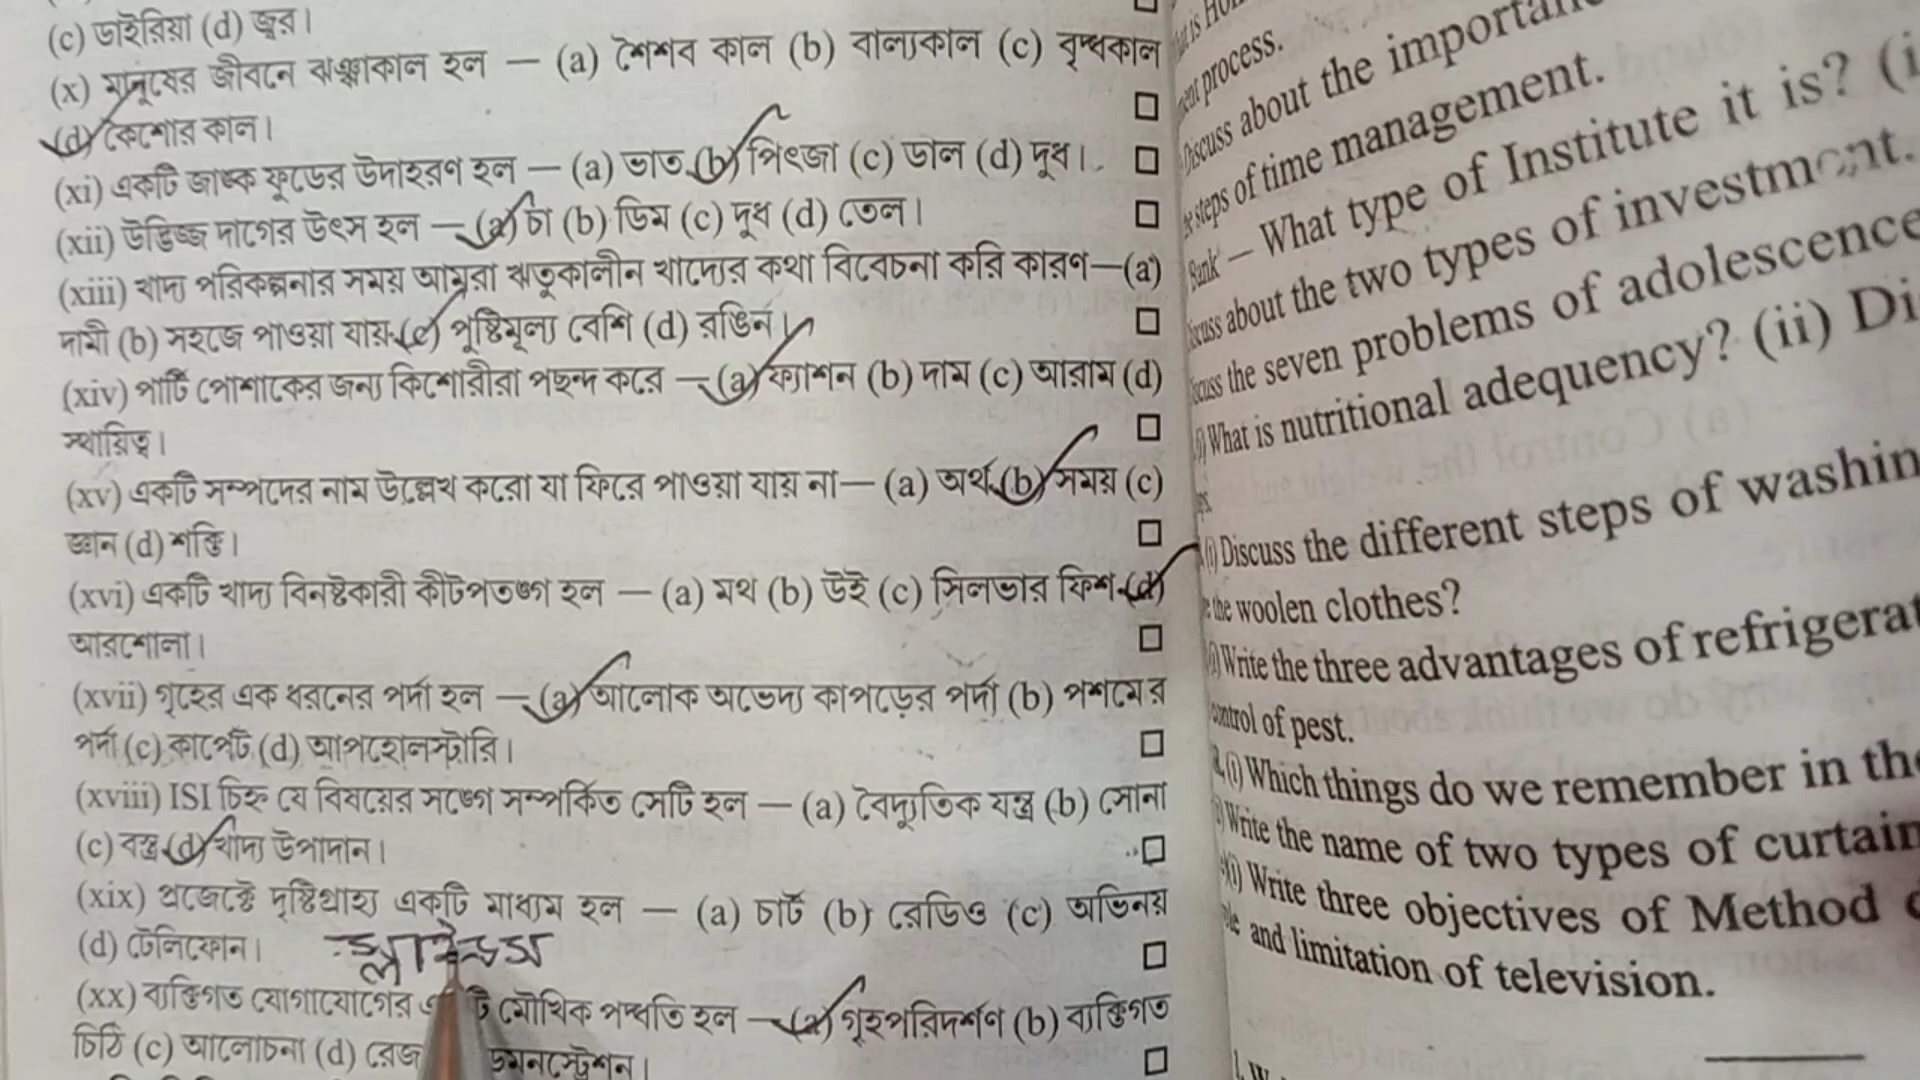 (c) ডাইরিয়া (d) জ্বর।
(x) মানুষের জীবনে ঝঞ্ঝাকাল হল — (a) শৈশব কাল (b) বাল্যকাল (c) বৃদ্ধকাল
(d) কৈশোর কাল।
(xi) একটি জাঙ্ক ফুডের উদাহরণ হল — (a) ভাত (b) পিৎজা (c) ডাল (d) দুধ।
(xii) উদ্ভিজ্জ দাগের উৎস হল — (a) চা (b) ডিম (c) দুধ (d) তেল।
(xiii) খাদ্য পরিকল্পনার সময় আমরা ঋতুকালীন খাদ্যের কথা বিবেচনা করি কারণ—(a)
দামী (b) সহজে পাওয়া যায় (c) পুষ্টিমূল্য বেশি (d) রঙিন।
(xiv) পার্টি পোশাকের জন্য কিশোরীরা পছন্দ করে — (a) ফ্যাশন (b) দাম (c) আরাম (d)
স্থায়িত্ব।
(xv) একটি সম্পদের নাম উল্লেখ করো যা ফিরে পাওয়া যায় না— (a) অর্থ (b) সময় (c)
জ্ঞান (d) শক্তি।
(xvi) একটি খাদ্য বিনষ্টকারী কীটপতঙ্গ হল — (a) মথ (b) উই (c) সিলভার ফিশ (d)
আরশোলা।
(xvii) গৃহের এক ধরনের পর্দা হল — (a) আলোক অভেদ্য কাপড়ের পর্দা (b) পশমের
পর্দা (c) কার্পেট (d) আপহোলস্ট্রোরি।
(xviii) ISI চিহ্ন যে বিষয়ের সঙ্গে সম্পর্কিত সেটি হল — (a) বৈদ্যুতিক যন্ত্র (b) সোনা
(c) বস্ত্র (d) খাদ্য উপাদান।
(xix) প্রজেক্টে দৃষ্টিগ্রাহ্য একটি মাধ্যম হল — (a) চার্ট (b) রেডিও (c) অভিনয়
(d) টেলিফোন।
(xx) ব্যক্তিগত যোগাযোগের মৌখিক পদ্ধতি হল — (a) গৃহপরিদর্শণ (b) ব্যক্তিগত
চিঠি (c) আলোচনা (d)
process.
Discuss about the
steps of time management.
Bank' — What type of Institute it is? (i
about the two types of investment.
the seven problems of adolescence
What is nutritional adequency? (ii) Di
(i) Discuss the different steps of washin
the woolen clothes?
Write the three advantages of refrigerat
control of pest.
(i) Which things do we remember in the
Write the name of two types of curtain
(i) Write three objectives of Method
and limitation of television.